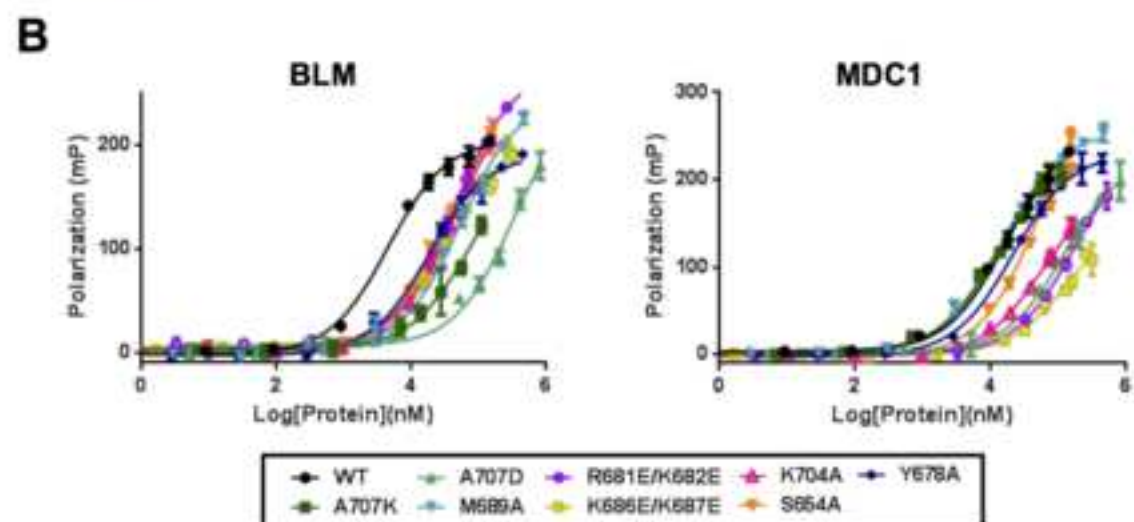 B
BLM
MDC1
Polarization (mP)
200
100
0
0 2 4 6
Log[Protein](nM)
Polarization (mP)
300
200
100
0
0 2 4 6
Log[Protein](nM)
WT A707D R681E/K682E K704A Y678A
A707K M689A K686E/K687E S654A